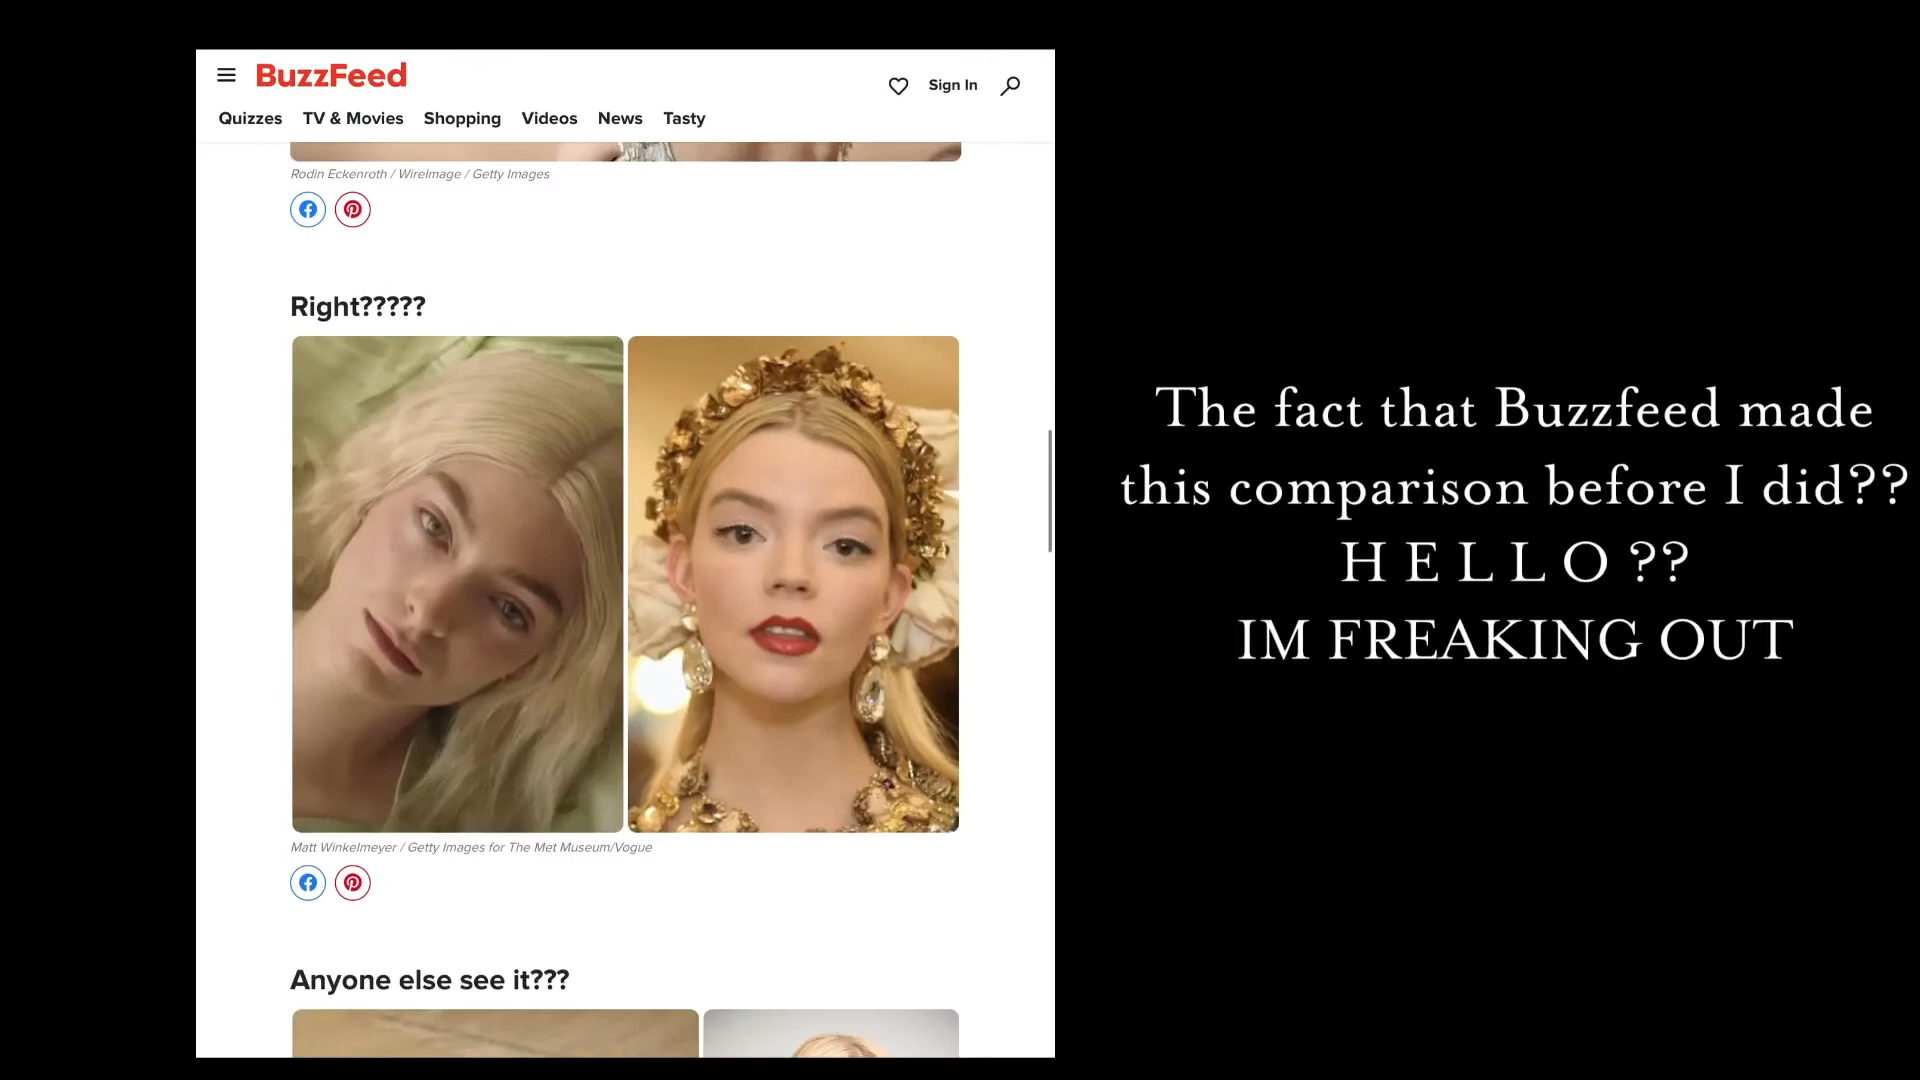 BuzzFeed
Sign In
Quizzes TV & Movies Shopping Videos News Tasty
Rodin Eckenroth / WireImage / Getty Images
Right?????
Matt Winkelmeyer / Getty Images for The Met Museum/Vogue
Anyone else see it???
The fact that Buzzfeed made
this comparison before I did??
H E L L O ??
IM FREAKING OUT